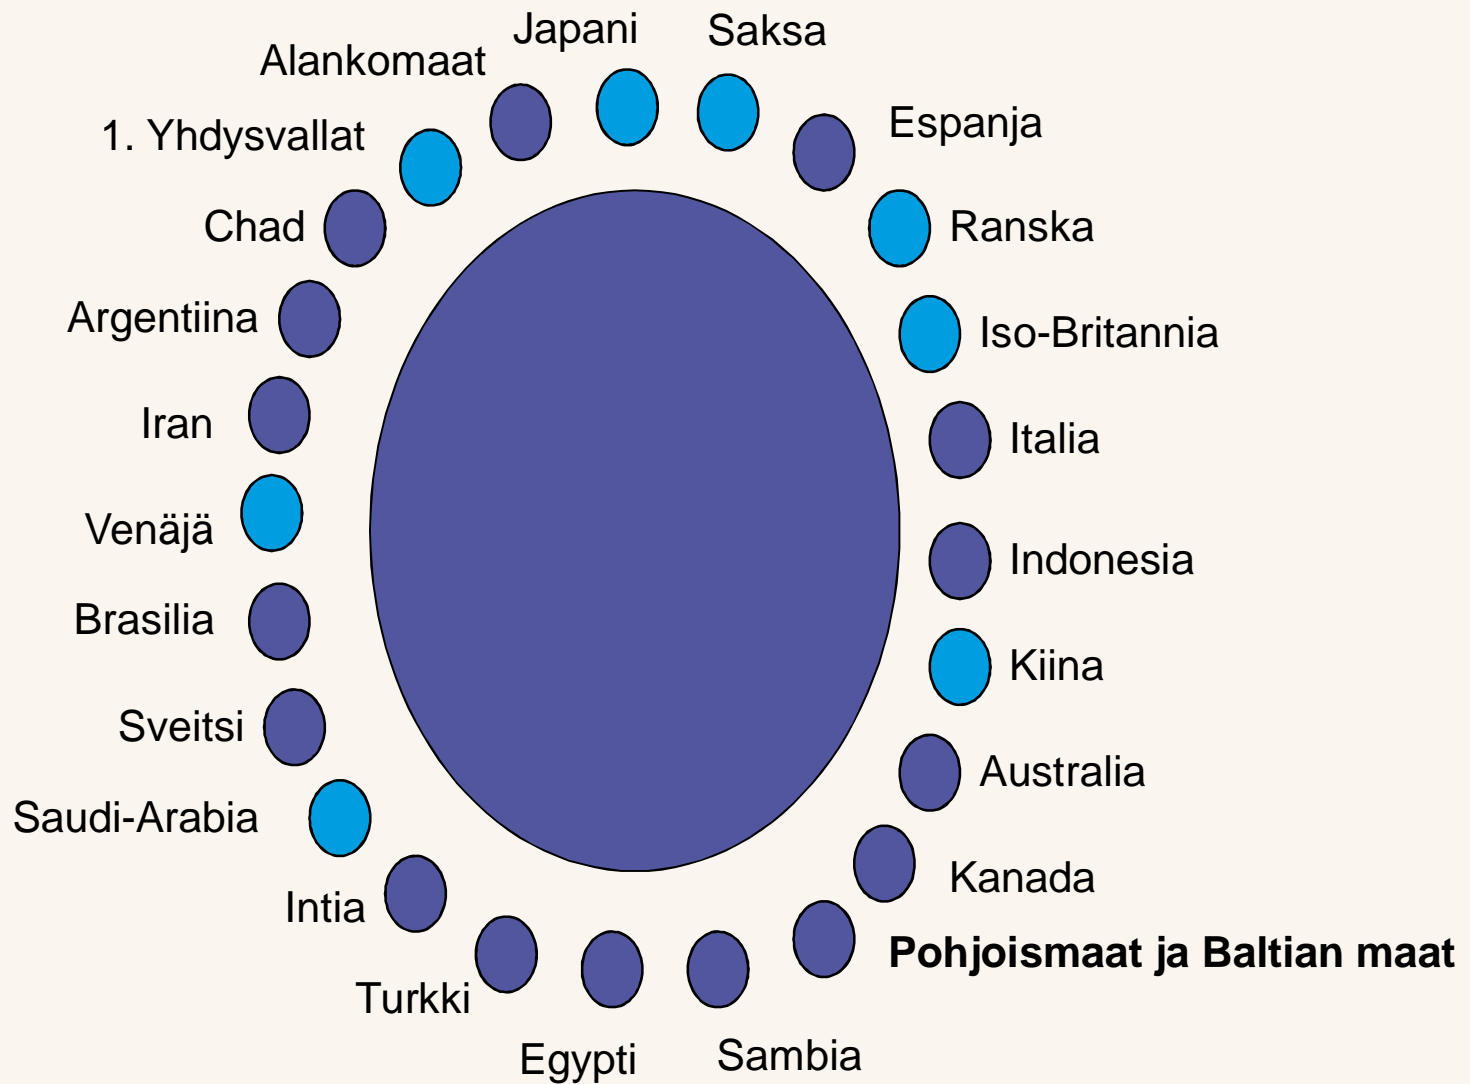 Japani
Saksa
Alankomaat
Espanja
1. Yhdysvallat
Chad
Ranska
Argentiina
Iso-Britannia
Iran
Italia
Venäjä
Indonesia
Brasilia
Kiina
Sveitsi
Australia
Saudi-Arabia
Kanada
Intia
Pohjoismaat ja Baltian maat
Turkki
Egypti
Sambia